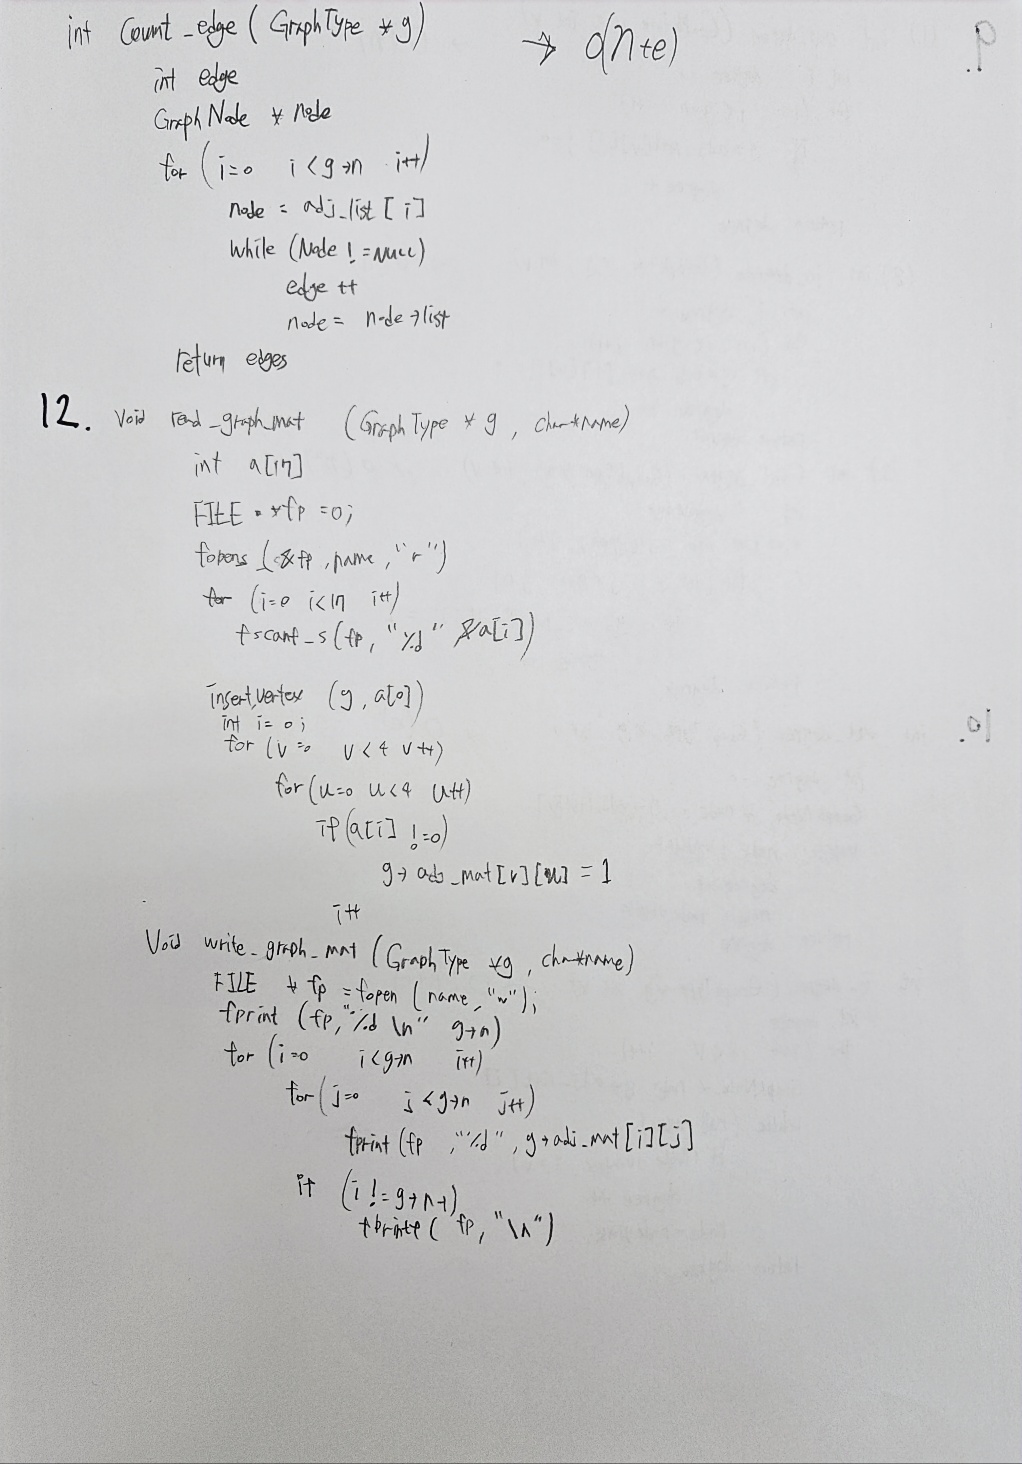 int Count_edge ( GraphType * g) → O(n+e)
int edge
GraphNode * node
for (i=0 i<g→n i++)
node = adj_list [i]
While (Node != NULL)
edge ++
node = node→list
return edges
12. Void read_graph_mat (GraphType * g, char*name)
int a[17]
FILE *fp =0;
fopens (&fp, name, "r")
for (i=0 i<17 i++)
fscanf_s(fp, "%d" &a[i])
insert_vertex (g, a[0])
int i=0;
for (v=0 v<4 v++)
for(u=0 u<4 u++)
if(a[i] !=0)
g→adj_mat[v][u] = 1
i++
Void write_graph_mat (GraphType *g, char*name)
FILE * fp = fopen (name, "w");
fprint (fp, "%d \n" g→n)
for (i=0 i<g→n i++)
for(j=0 j<g→n j++)
fprint (fp ,"%d", g→adj_mat[i][j]
if (i != g→n-1)
fprintf( fp, "\n")